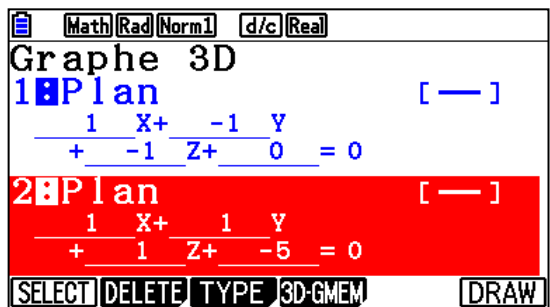 Math Rad Norm1 d/c Real
Graphe 3D
1:Plan [—]
1 X+ -1 Y
+ -1 Z+ 0 = 0
2:Plan [—]
1 X+ 1 Y
+ 1 Z+ -5 = 0
SELECT DELETE TYPE 3D-GMEM DRAW